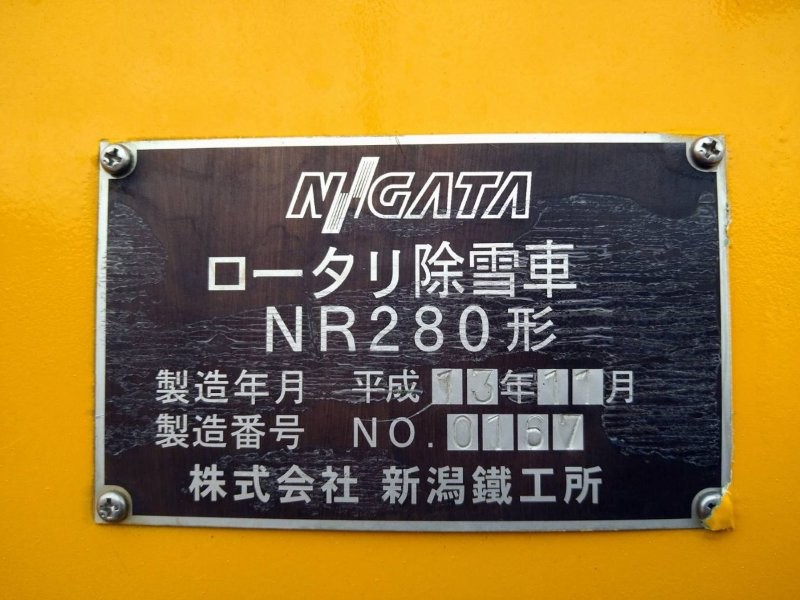 NIIGATA
ロータリ除雪車
NR280形
製造年月 平成13年11月
製造番号 NO.0167
株式会社 新潟鐵工所